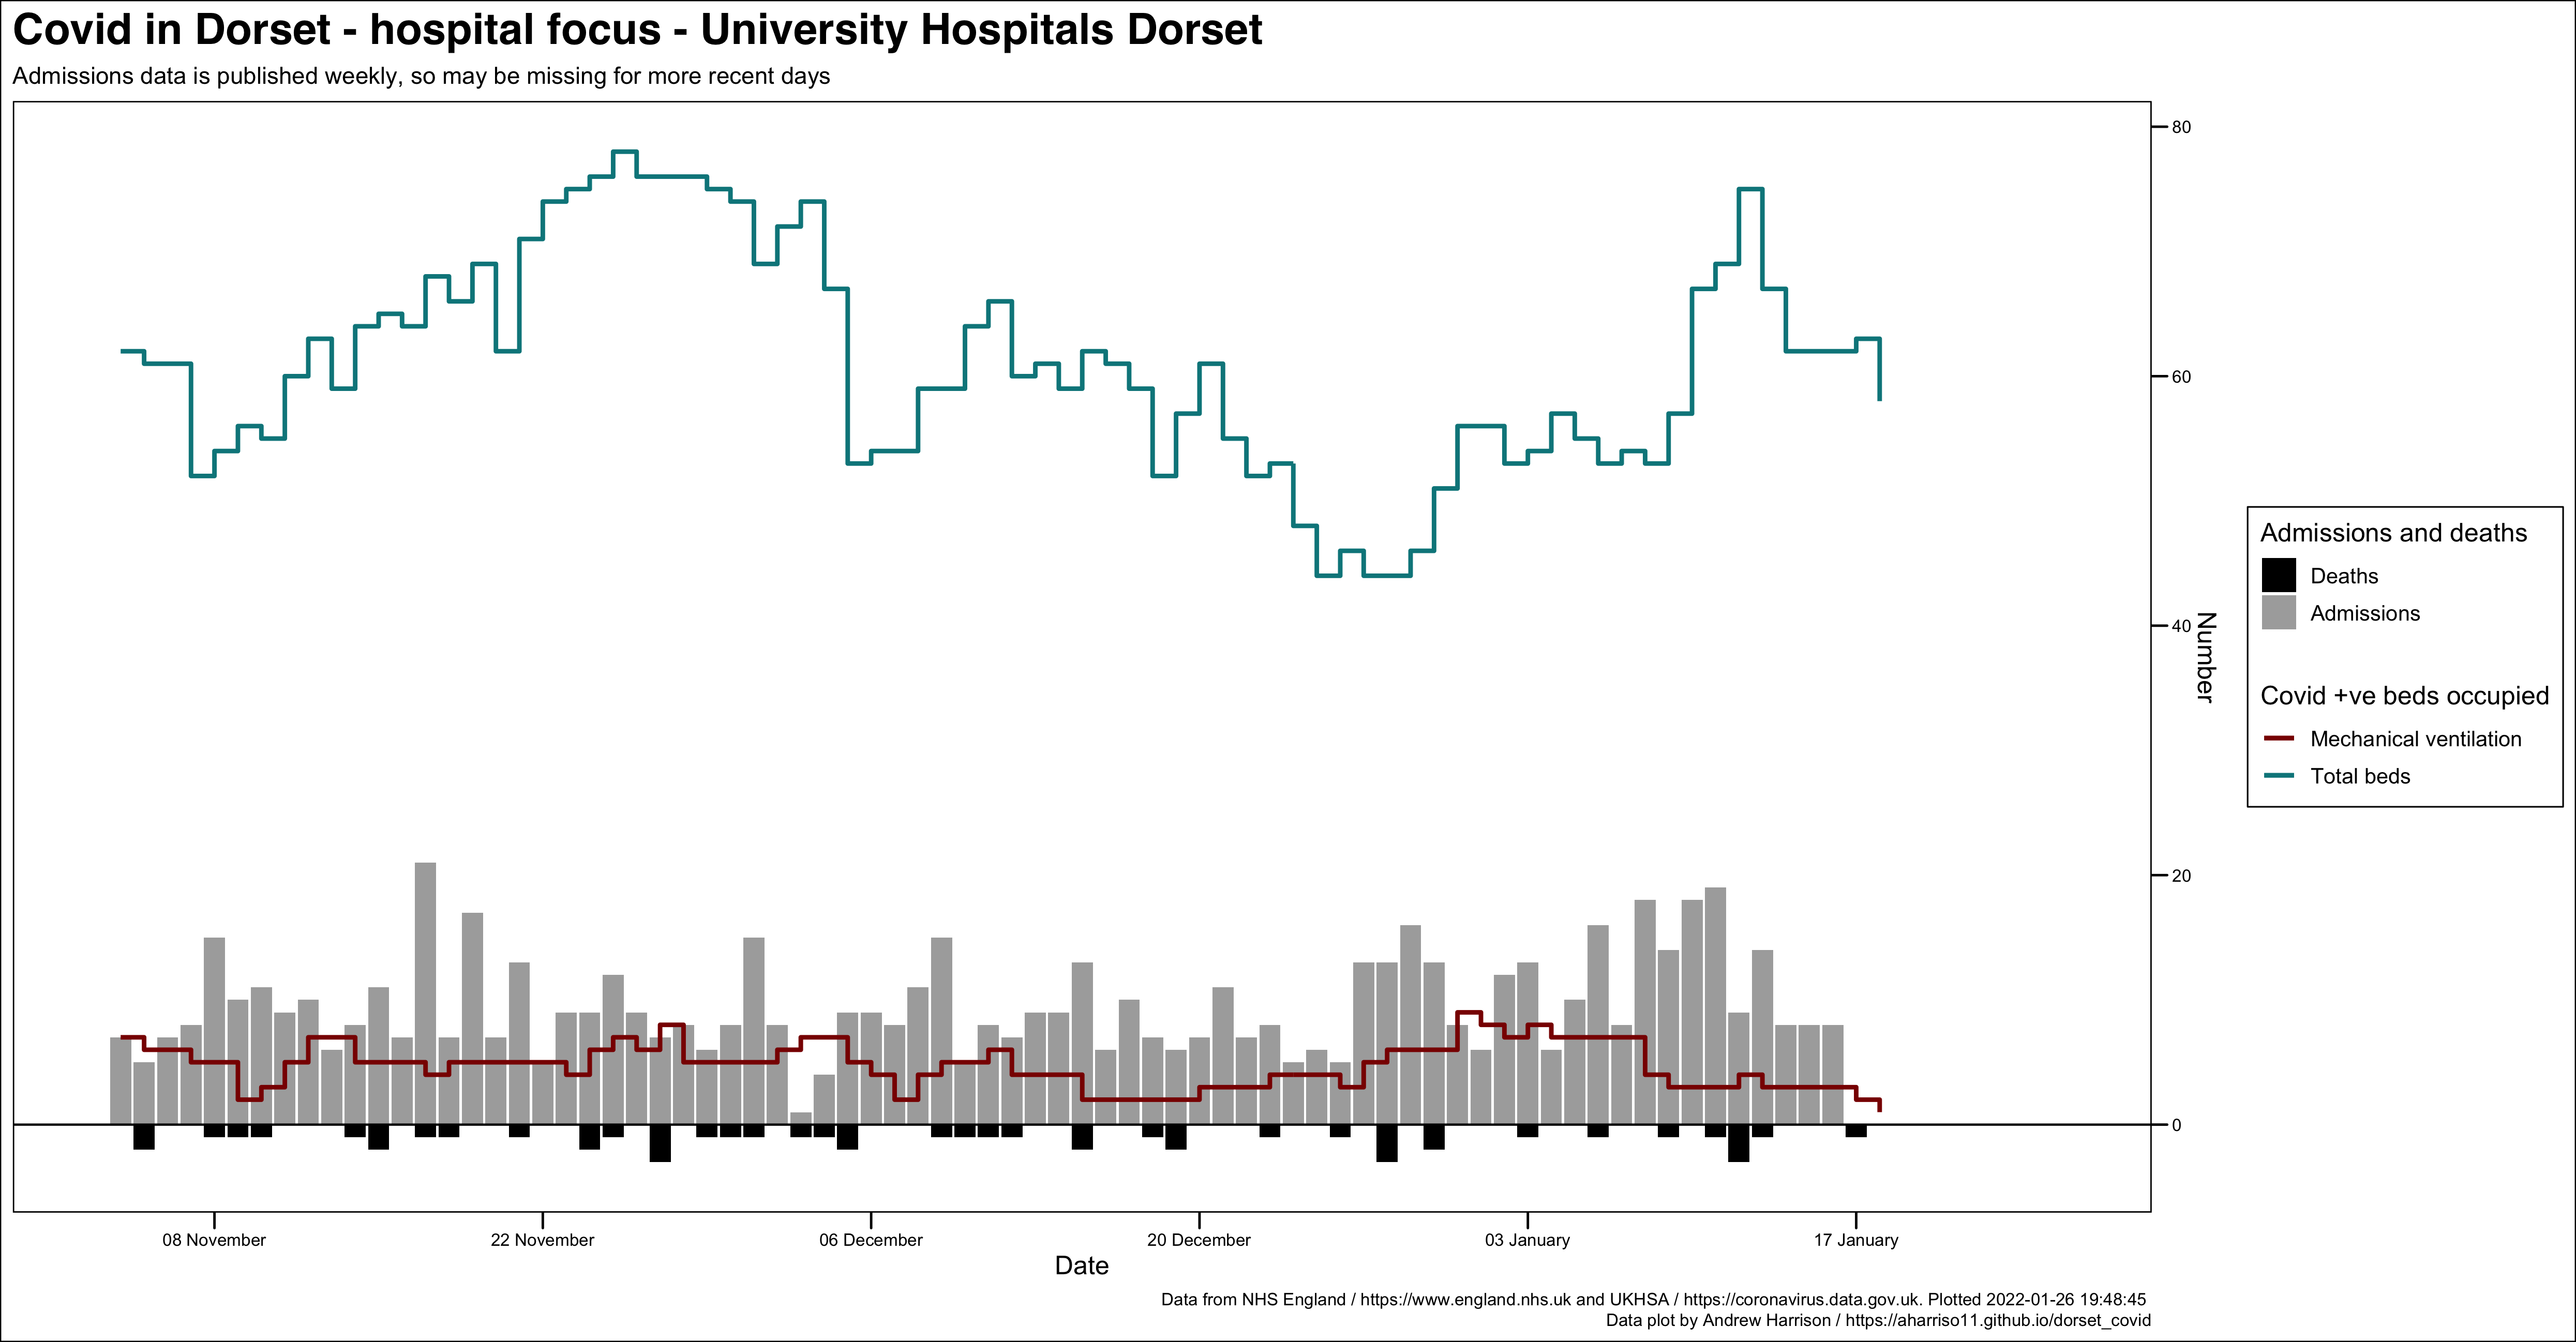 Covid in Dorset - hospital focus - University Hospitals Dorset
Admissions data is published weekly, so may be missing for more recent days
80
60
40
20
0
Number
Admissions and deaths
Deaths
Admissions
Covid +ve beds occupied
Mechanical ventilation
Total beds
08 November
22 November
06 December
20 December
03 January
17 January
Date
Data from NHS England / https://www.england.nhs.uk and UKHSA / https://coronavirus.data.gov.uk. Plotted 2022-01-26 19:48:45
Data plot by Andrew Harrison / https://aharriso11.github.io/dorset_covid